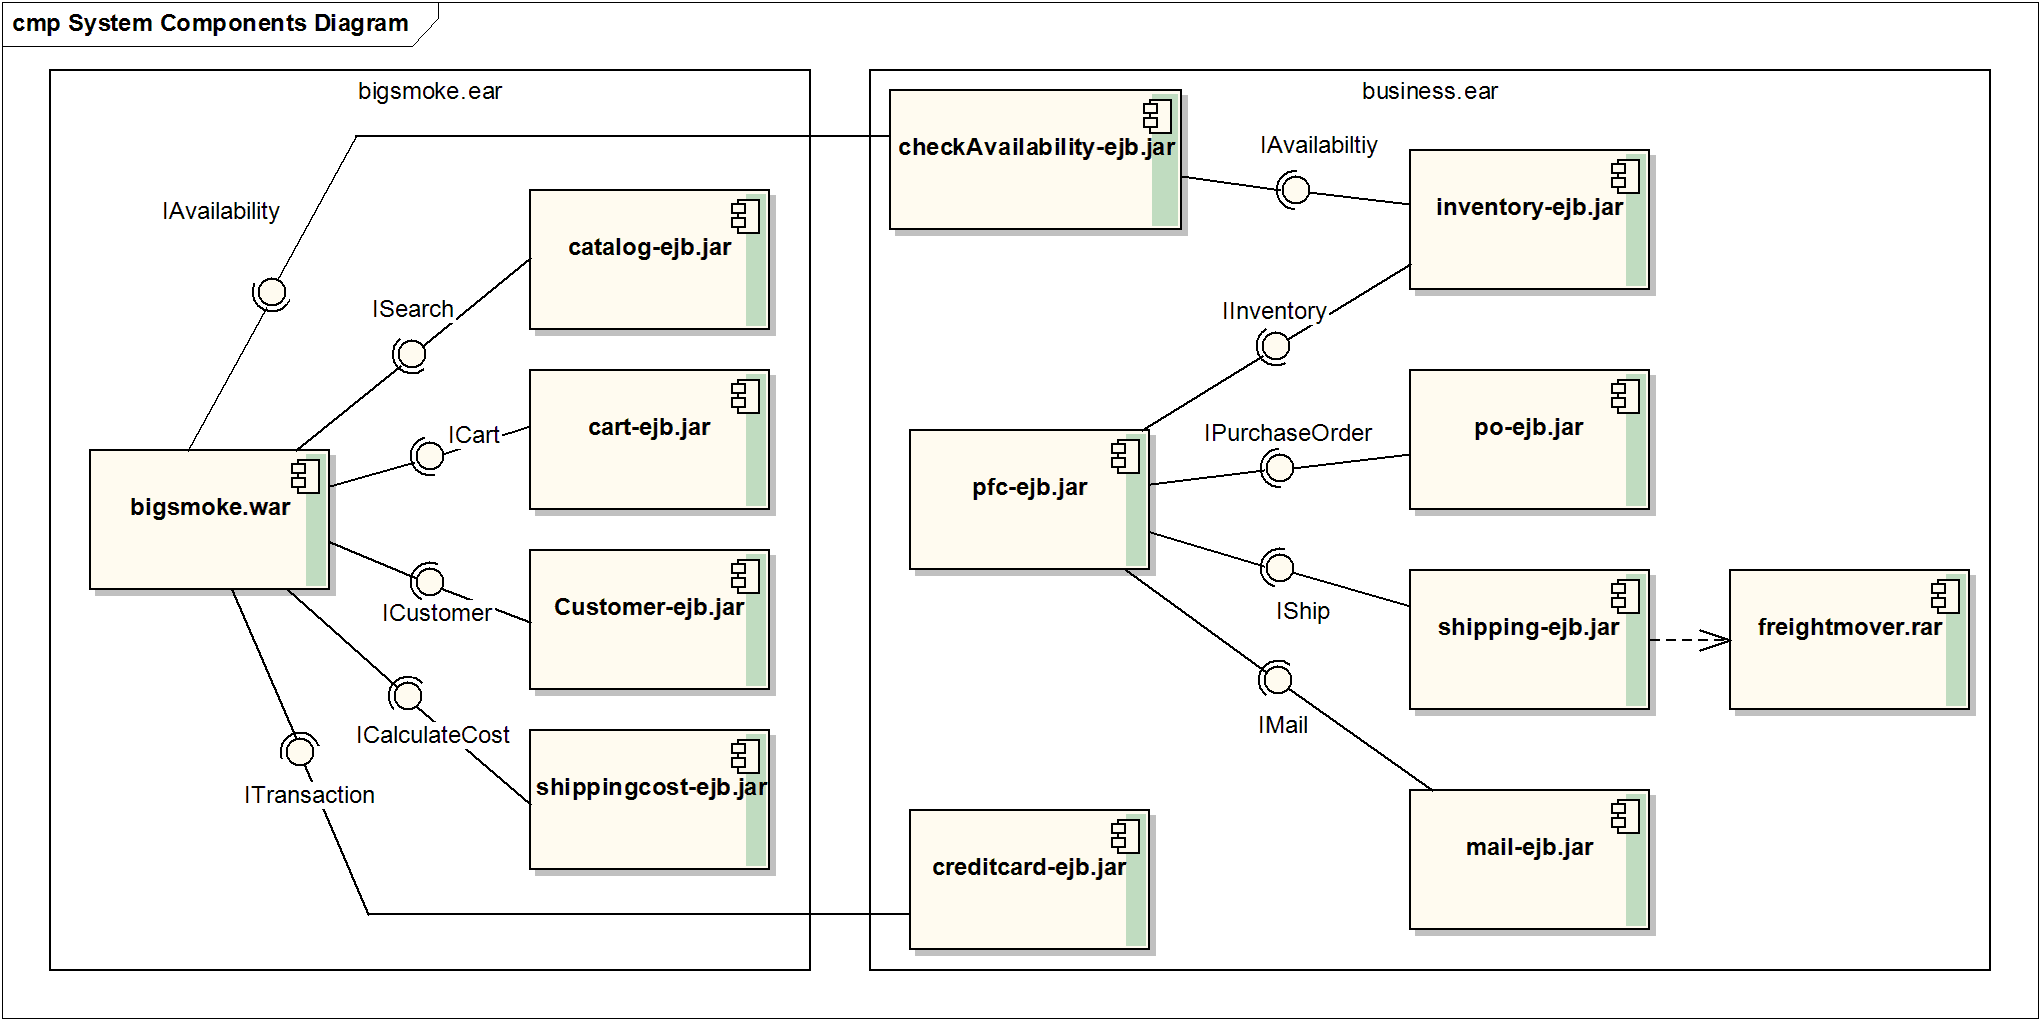 cmp System Components Diagram
bigsmoke.ear
business.ear
checkAvailability-ejb.jar
IAvailabiltiy
IAvailability
inventory-ejb.jar
catalog-ejb.jar
ISearch
IInventory
ICart
cart-ejb.jar
IPurchaseOrder
po-ejb.jar
bigsmoke.war
pfc-ejb.jar
ICustomer
Customer-ejb.jar
IShip
shipping-ejb.jar
freightmover.rar
ICalculateCost
IMail
ITransaction
shippingcost-ejb.jar
creditcard-ejb.jar
mail-ejb.jar